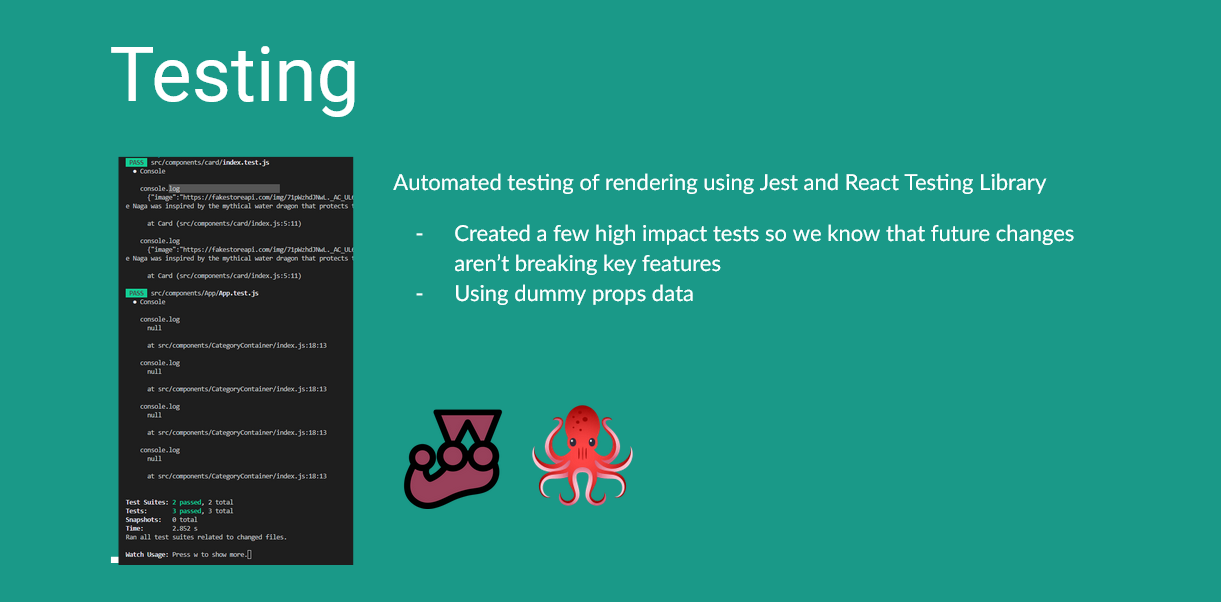 Testing
PASS src/components/card/index.test.js
● Console
console.log
{"image":"https://fakestoreapi.com/img/71pWzhdJNwL._AC_UL
e Naga was inspired by the mythical water dragon that protects
at Card (src/components/card/index.js:5:11)
console.log
{"image":"https://fakestoreapi.com/img/71pWzhdJNwL._AC_UL
e Naga was inspired by the mythical water dragon that protects
at Card (src/components/card/index.js:5:11)
PASS src/components/App/App.test.js
● Console
console.log
null
at src/components/CategoryContainer/index.js:18:13
console.log
null
at src/components/CategoryContainer/index.js:18:13
console.log
null
at src/components/CategoryContainer/index.js:18:13
console.log
null
at src/components/CategoryContainer/index.js:18:13
Test Suites: 2 passed, 2 total
Tests: 3 passed, 3 total
Snapshots: 0 total
Time: 2.852 s
Ran all test suites related to changed files.
Watch Usage: Press w to show more.
Automated testing of rendering using Jest and React Testing Library
- Created a few high impact tests so we know that future changes
aren’t breaking key features
- Using dummy props data